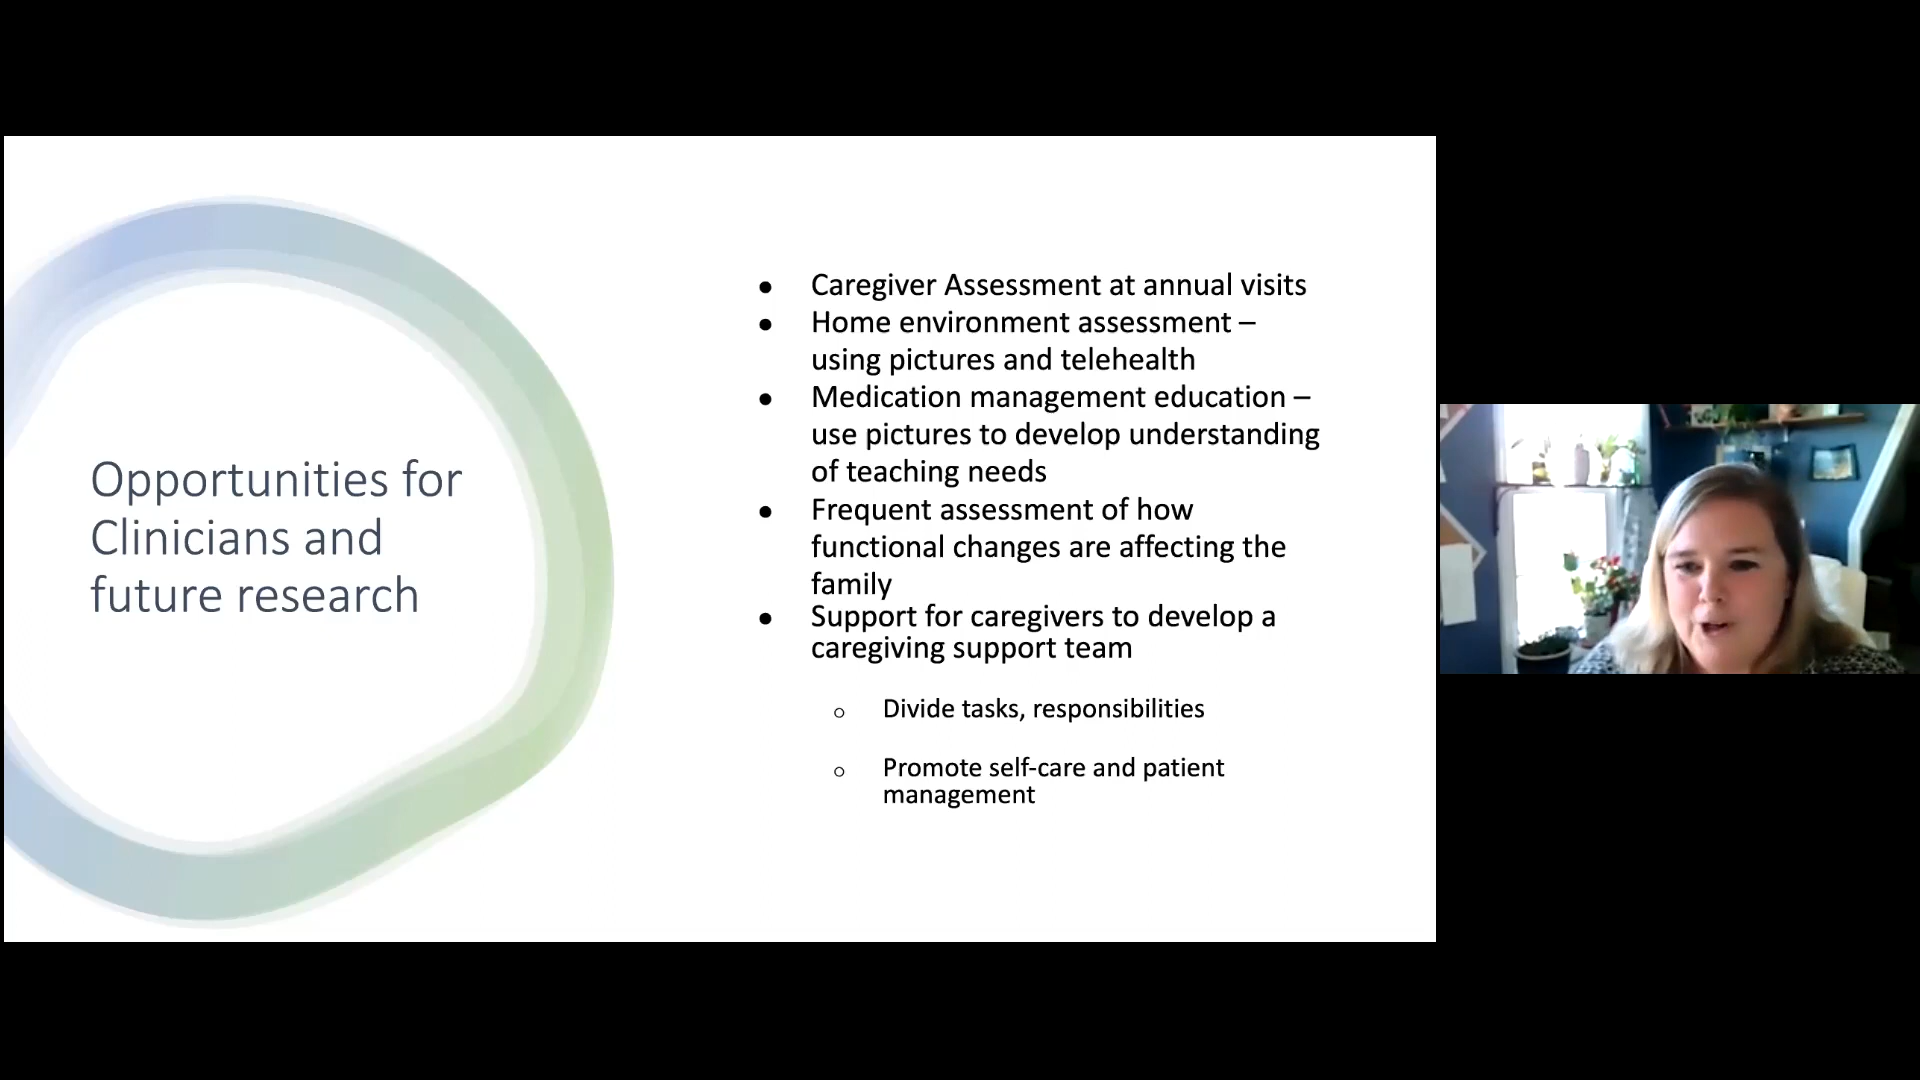 Opportunities for
Clinicians and
future research
● Caregiver Assessment at annual visits
● Home environment assessment –
using pictures and telehealth
● Medication management education –
use pictures to develop understanding
of teaching needs
● Frequent assessment of how
functional changes are affecting the
family
● Support for caregivers to develop a
caregiving support team
o Divide tasks, responsibilities
o Promote self-care and patient
management